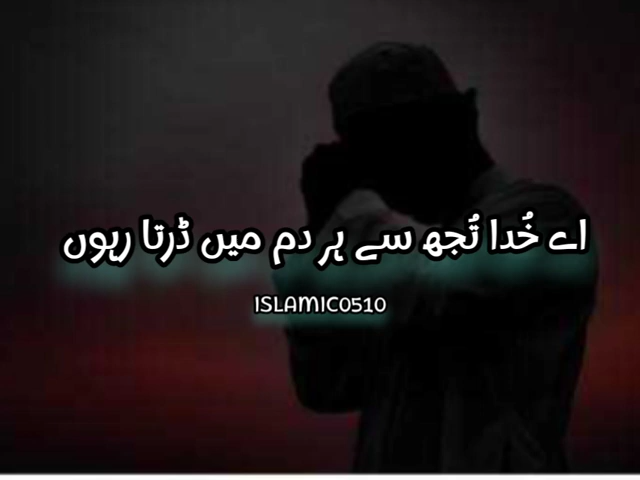 اے خُدا تُجھ سے ہر دم میں ڈرتا رہوں
ISLAMIC0510